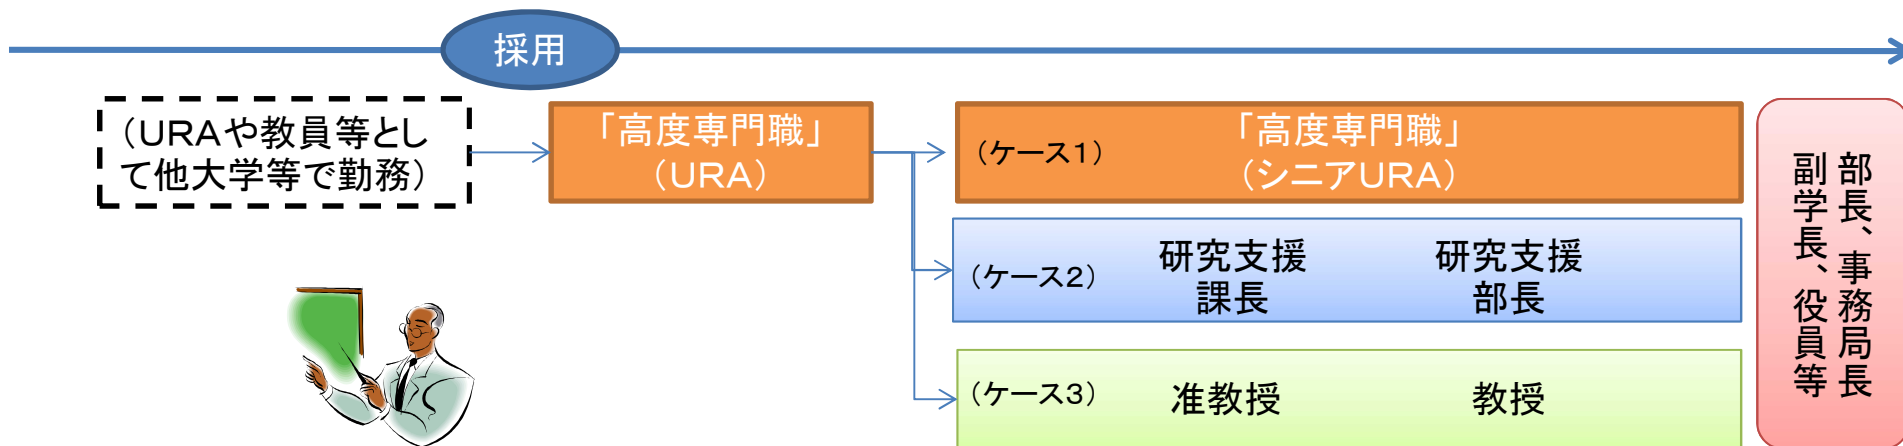 採用
（ＵＲＡや教員等とし
て他大学等で勤務）
「高度専門職」
（ＵＲＡ）
（ケース１）
「高度専門職」
（シニアＵＲＡ）
（ケース２）
研究支援
課長
研究支援
部長
（ケース３）
准教授
教授
部長、事務局長
副学長、役員等